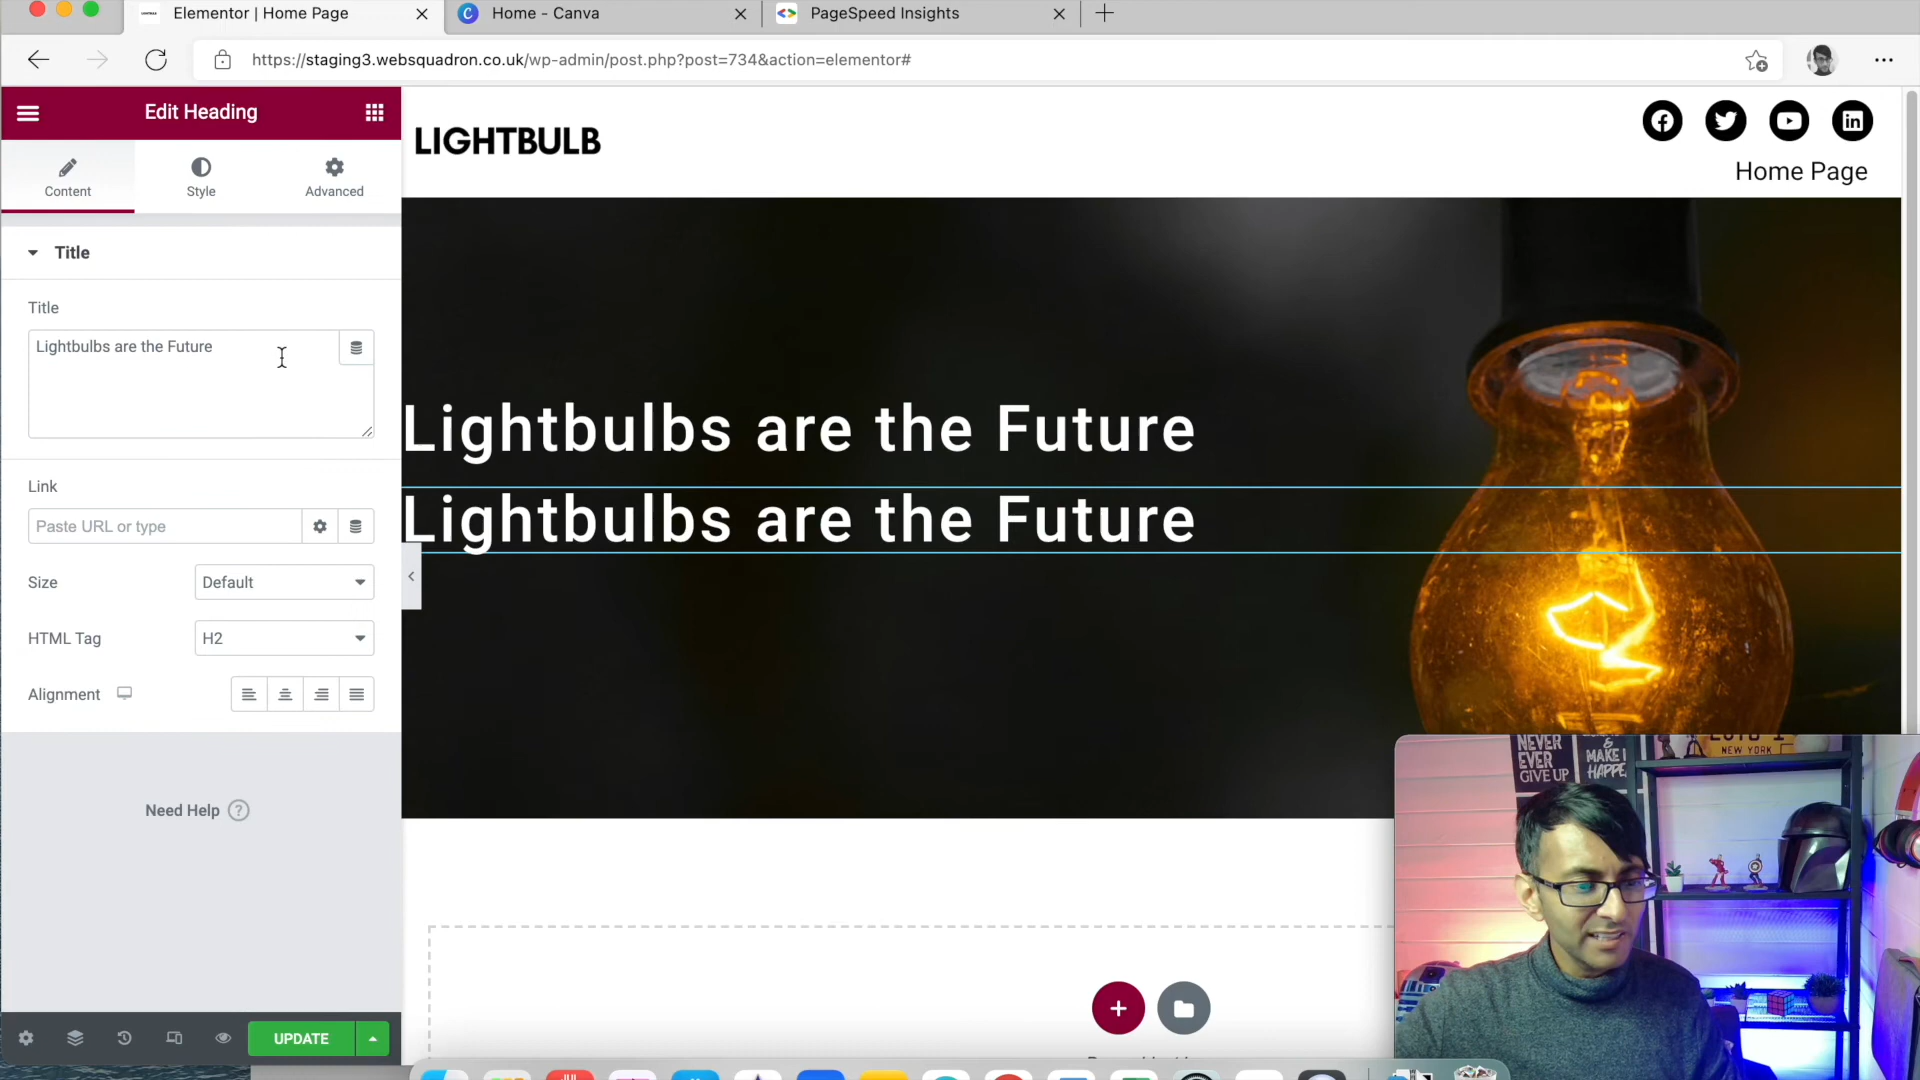 Elementor | Home Page
Home - Canva
PageSpeed Insights
https://staging3.websquadron.co.uk/wp-admin/post.php?post=734&action=elementor#
Edit Heading
Content
Style
Advanced
LIGHTBULB
Home Page
Title
Title
Lightbulbs are the Future
Lightbulbs are the Future
Lightbulbs are the Future
Link
Paste URL or type
Size
Default
HTML Tag
H2
Alignment
Need Help
UPDATE
NEVER
EVER
GIVE UP
&
MAKE I
HAPPE
NEW YORK